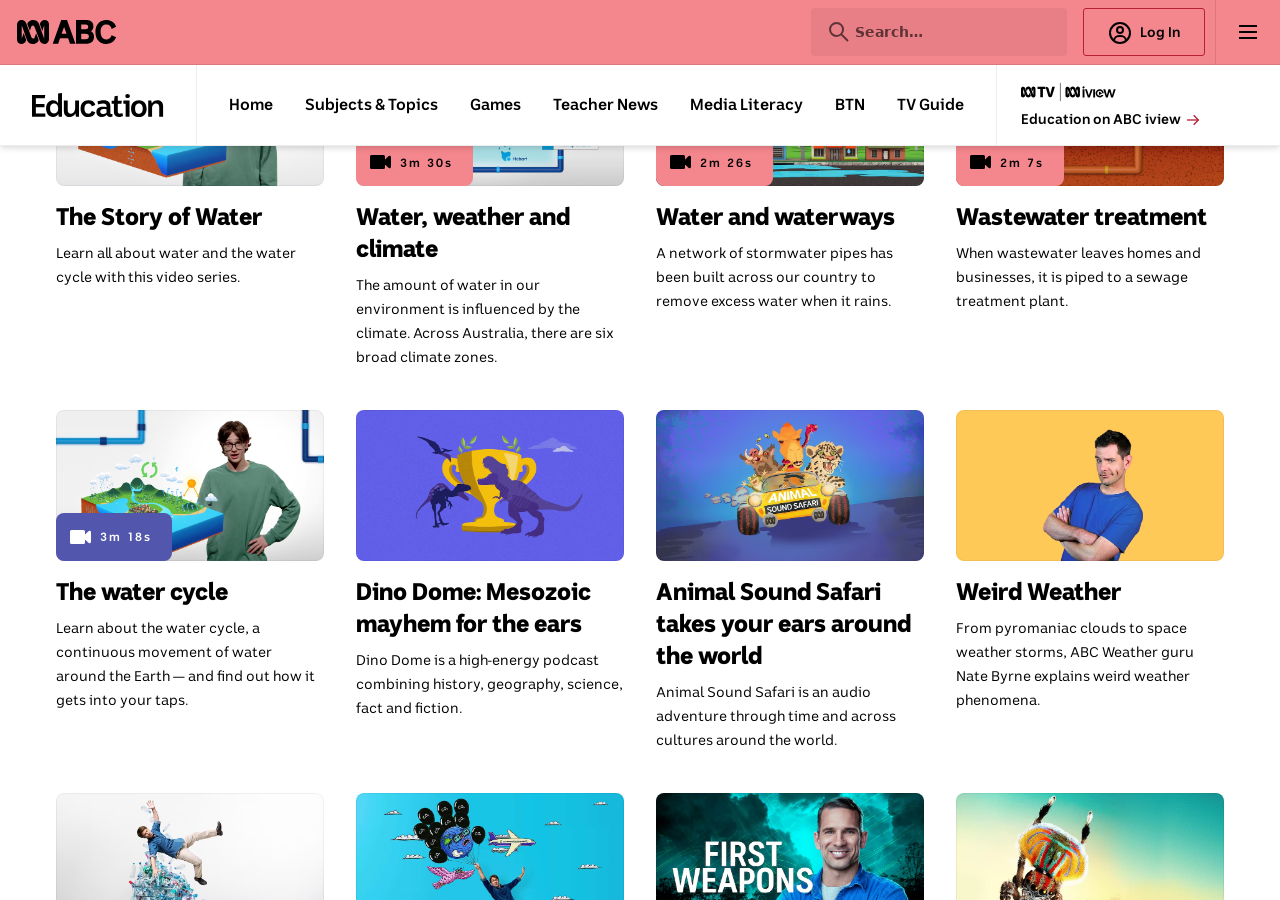 ABC
Search...
Log In
Education
Home
Subjects & Topics
Games
Teacher News
Media Literacy
BTN
TV Guide
TV iview
Education on ABC iview
3m 30s
Hobart
2m 26s
2m 7s
The Story of Water
Learn all about water and the water
cycle with this video series.
Water, weather and
climate
The amount of water in our
environment is influenced by the
climate. Across Australia, there are six
broad climate zones.
Water and waterways
A network of stormwater pipes has
been built across our country to
remove excess water when it rains.
Wastewater treatment
When wastewater leaves homes and
businesses, it is piped to a sewage
treatment plant.
3m 18s
ANIMAL
SOUND SAFARI
The water cycle
Learn about the water cycle, a
continuous movement of water
around the Earth — and find out how it
gets into your taps.
Dino Dome: Mesozoic
mayhem for the ears
Dino Dome is a high-energy podcast
combining history, geography, science,
fact and fiction.
Animal Sound Safari
takes your ears around
the world
Animal Sound Safari is an audio
adventure through time and across
cultures around the world.
Weird Weather
From pyromaniac clouds to space
weather storms, ABC Weather guru
Nate Byrne explains weird weather
phenomena.
FIRST
WEAPONS